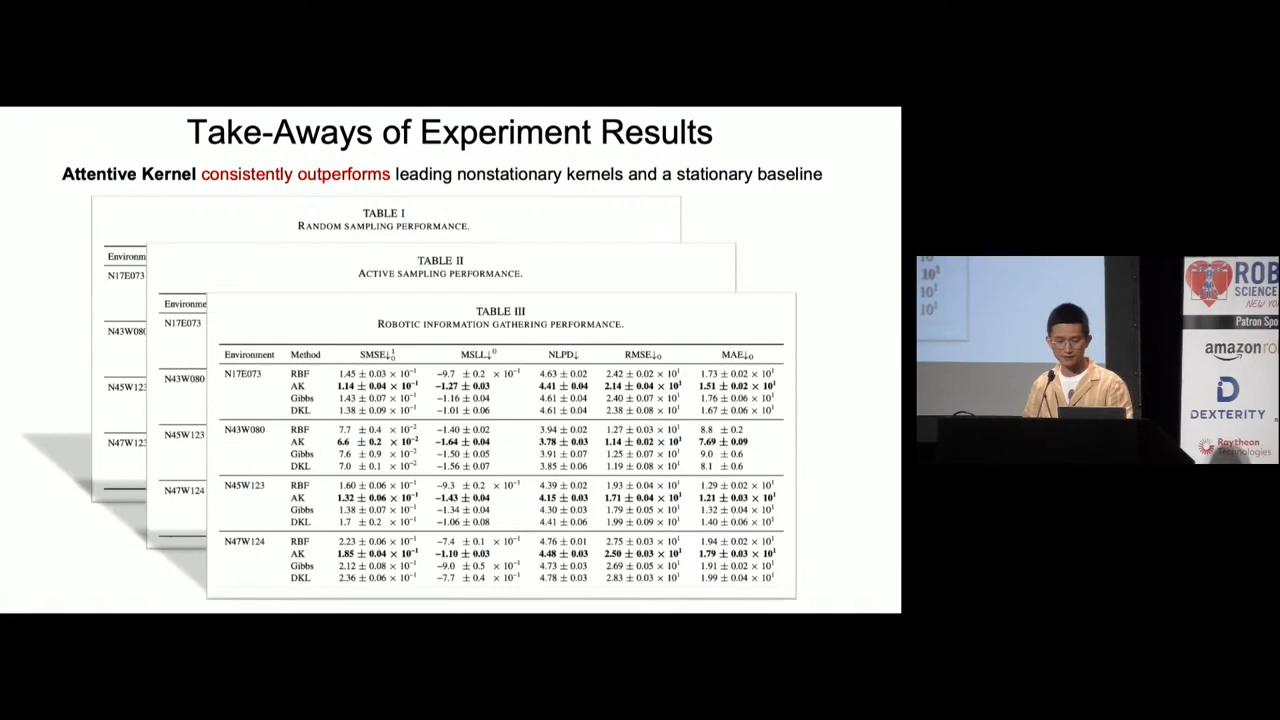 Take-Aways of Experiment Results
Attentive Kernel consistently outperforms leading nonstationary kernels and a stationary baseline
TABLE I
RANDOM SAMPLING PERFORMANCE.
N17E073
N45W123
N47W123
TABLE II
ACTIVE SAMPLING PERFORMANCE.
N17E073
N43W080
N45W123
N47W124
TABLE III
ROBOTIC INFORMATION GATHERING PERFORMANCE.
Environment Method SMSE↓₀¹ MSLL↓⁰ NLPD↓ RMSE↓₀ MAE↓₀
N17E073 RBF 1.45 ± 0.03 × 10⁻¹ −9.7 ± 0.2 × 10⁻¹ 4.63 ± 0.02 2.42 ± 0.02 × 10¹ 1.73 ± 0.02 × 10¹
AK 1.14 ± 0.04 × 10⁻¹ −1.27 ± 0.03 4.41 ± 0.04 2.14 ± 0.04 × 10¹ 1.51 ± 0.02 × 10¹
Gibbs 1.43 ± 0.07 × 10⁻¹ −1.16 ± 0.04 4.61 ± 0.04 2.40 ± 0.07 × 10¹ 1.76 ± 0.06 × 10¹
DKL 1.38 ± 0.09 × 10⁻¹ −1.01 ± 0.06 4.61 ± 0.04 2.38 ± 0.08 × 10¹ 1.67 ± 0.06 × 10¹
N43W080 RBF 7.7 ± 0.4 × 10⁻² −1.40 ± 0.02 3.94 ± 0.02 1.27 ± 0.03 × 10¹ 8.8 ± 0.2
AK 6.6 ± 0.2 × 10⁻² −1.64 ± 0.04 3.78 ± 0.03 1.14 ± 0.02 × 10¹ 7.69 ± 0.09
Gibbs 7.6 ± 0.9 × 10⁻² −1.50 ± 0.05 3.91 ± 0.07 1.25 ± 0.07 × 10¹ 9.0 ± 0.6
DKL 7.0 ± 0.1 × 10⁻² −1.56 ± 0.07 3.85 ± 0.06 1.19 ± 0.08 × 10¹ 8.1 ± 0.6
N45W123 RBF 1.60 ± 0.06 × 10⁻¹ −9.3 ± 0.2 × 10⁻¹ 4.39 ± 0.02 1.93 ± 0.04 × 10¹ 1.29 ± 0.02 × 10¹
AK 1.32 ± 0.06 × 10⁻¹ −1.43 ± 0.04 4.15 ± 0.03 1.71 ± 0.04 × 10¹ 1.21 ± 0.03 × 10¹
Gibbs 1.38 ± 0.07 × 10⁻¹ −1.34 ± 0.04 4.30 ± 0.03 1.79 ± 0.05 × 10¹ 1.32 ± 0.04 × 10¹
DKL 1.7 ± 0.2 × 10⁻¹ −1.06 ± 0.08 4.41 ± 0.06 1.99 ± 0.09 × 10¹ 1.40 ± 0.06 × 10¹
N47W124 RBF 2.23 ± 0.06 × 10⁻¹ −7.4 ± 0.1 × 10⁻¹ 4.76 ± 0.01 2.75 ± 0.03 × 10¹ 1.94 ± 0.02 × 10¹
AK 1.85 ± 0.04 × 10⁻¹ −1.10 ± 0.03 4.48 ± 0.03 2.50 ± 0.03 × 10¹ 1.79 ± 0.03 × 10¹
Gibbs 2.12 ± 0.08 × 10⁻¹ −9.0 ± 0.5 × 10⁻¹ 4.73 ± 0.03 2.69 ± 0.05 × 10¹ 1.91 ± 0.02 × 10¹
DKL 2.36 ± 0.06 × 10⁻¹ −7.7 ± 0.4 × 10⁻¹ 4.78 ± 0.03 2.83 ± 0.03 × 10¹ 1.99 ± 0.04 × 10¹
10¹
10¹
10¹
ROB
SCIENCE
NEW YO
Patron Spo
amazon ro
DEXTERITY
Raytheon
Technologies